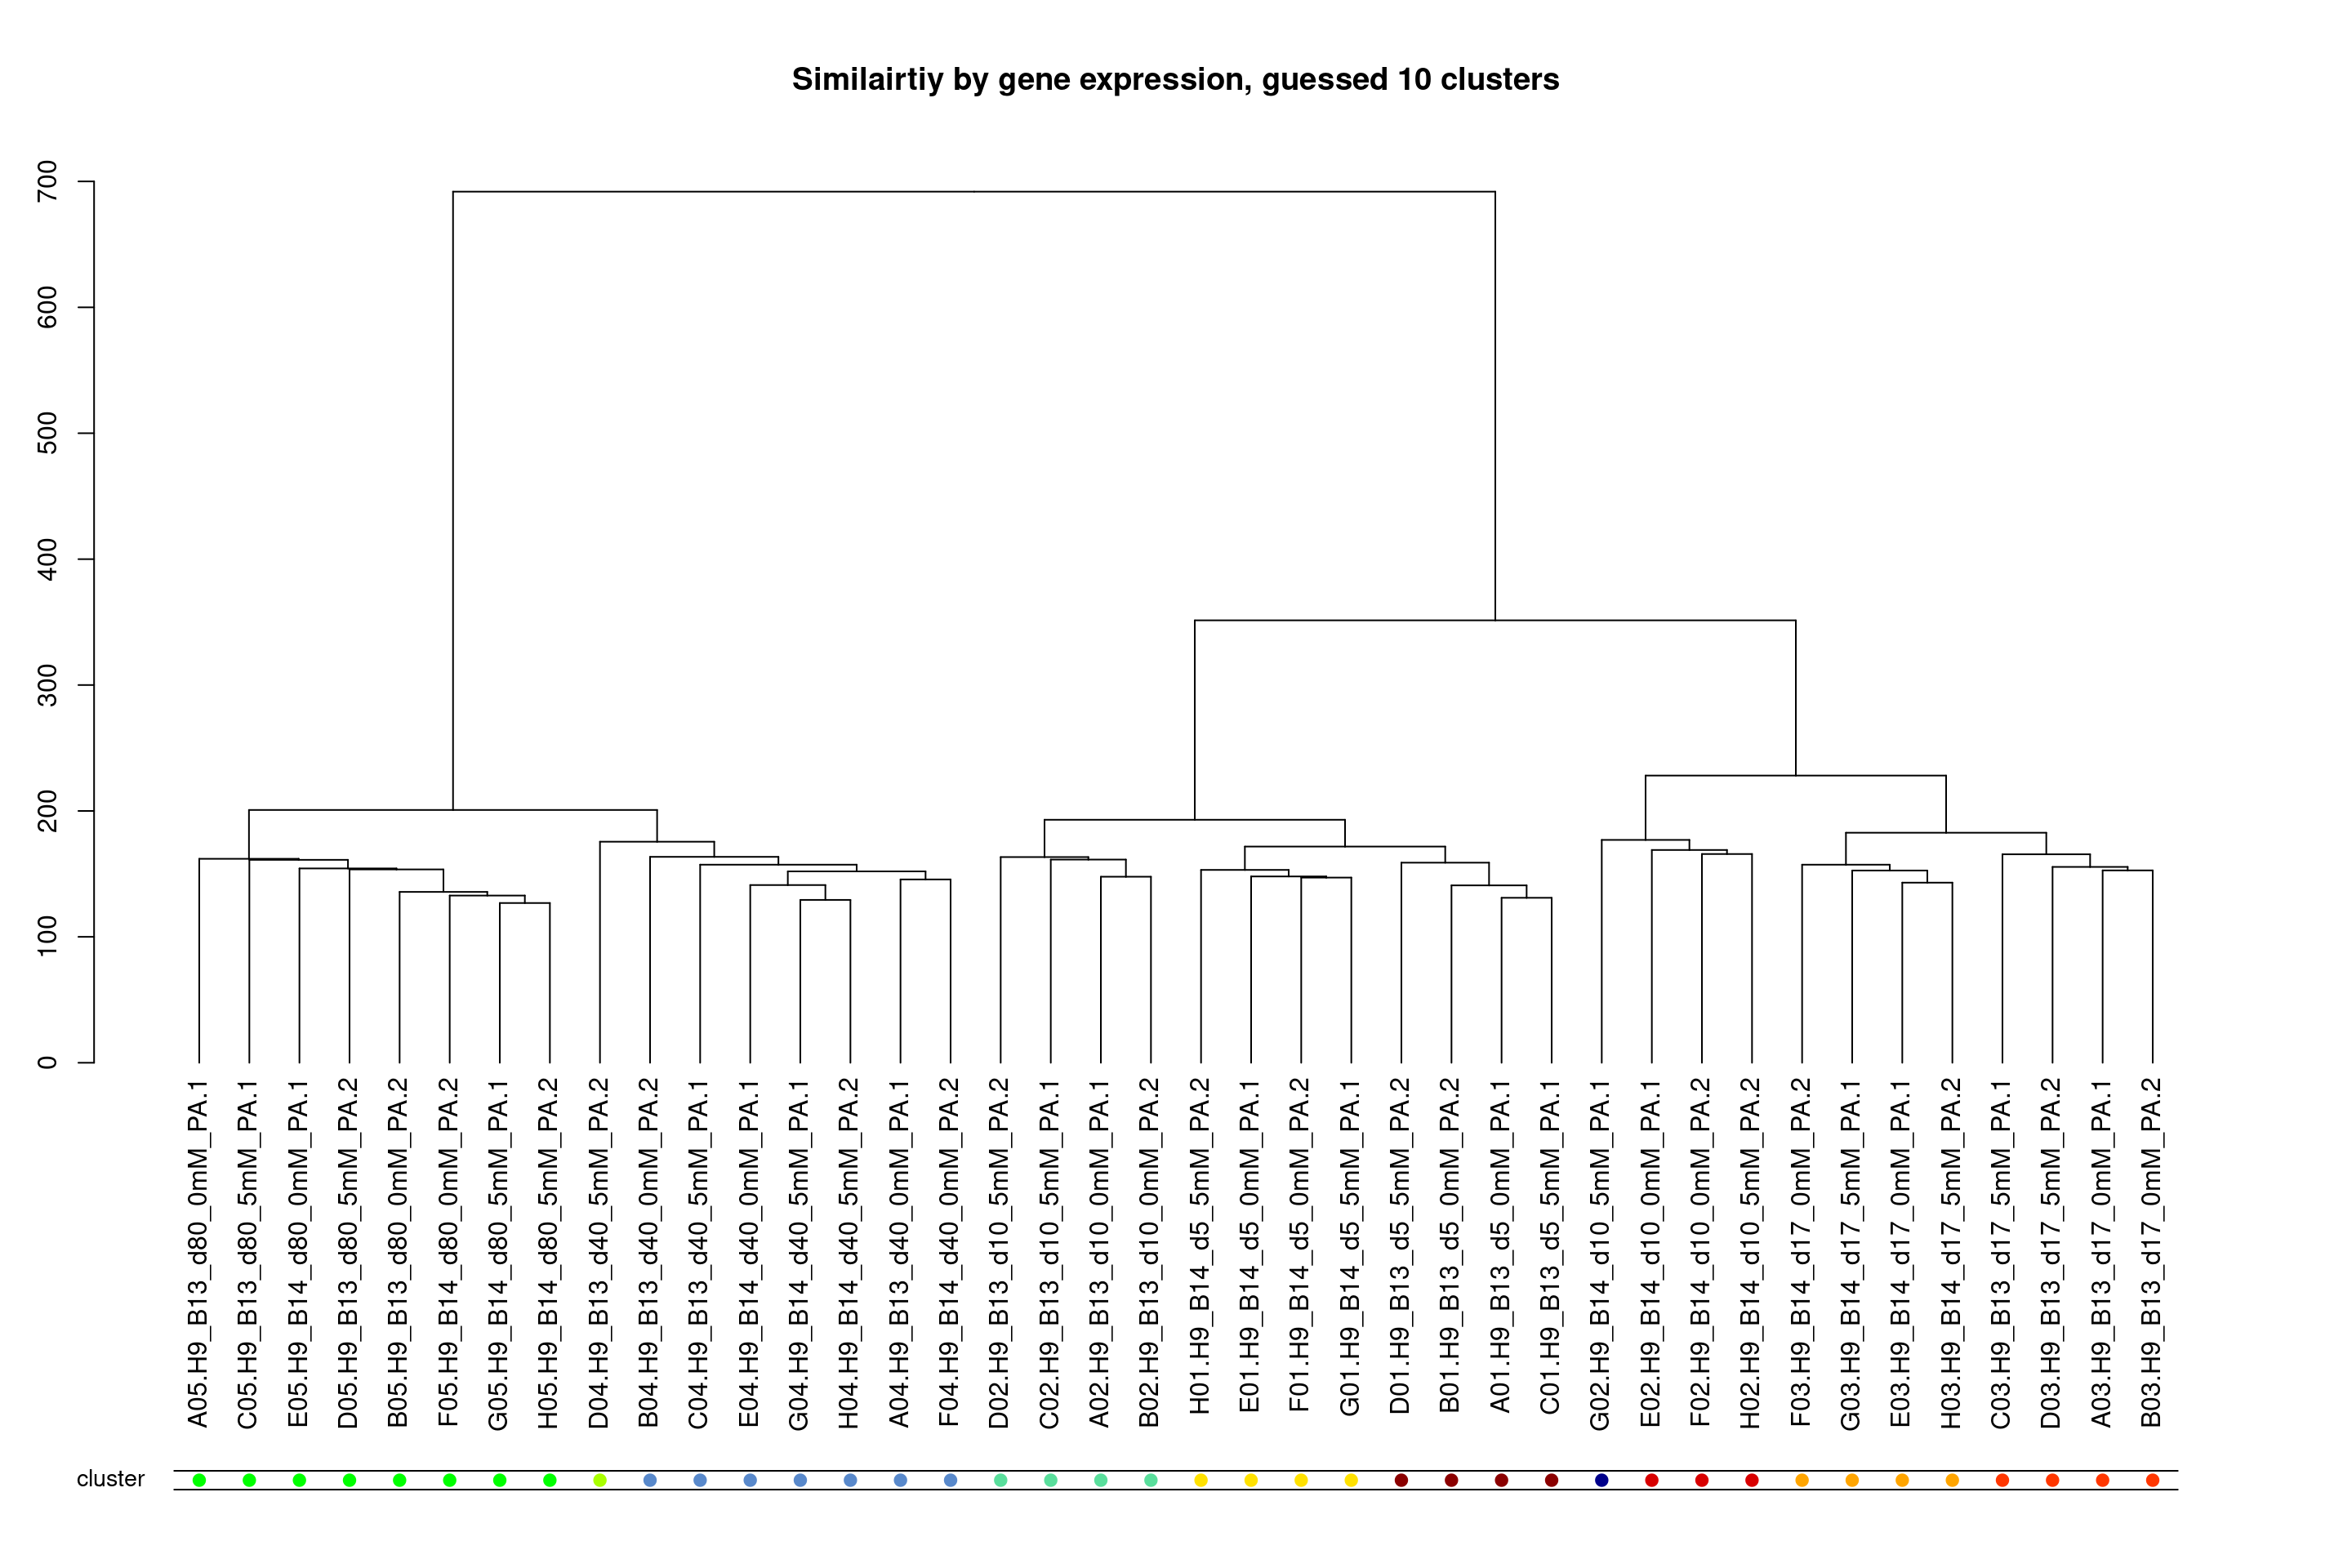 Similairtiy by gene expression, guessed 10 clusters
700
600
500
400
300
200
100
0
A05.H9_B13_d80_0mM_PA.1
C05.H9_B13_d80_5mM_PA.1
E05.H9_B14_d80_0mM_PA.1
D05.H9_B13_d80_5mM_PA.2
B05.H9_B13_d80_0mM_PA.2
F05.H9_B14_d80_0mM_PA.2
G05.H9_B14_d80_5mM_PA.1
H05.H9_B14_d80_5mM_PA.2
D04.H9_B13_d40_5mM_PA.2
B04.H9_B13_d40_0mM_PA.2
C04.H9_B13_d40_5mM_PA.1
E04.H9_B14_d40_0mM_PA.1
G04.H9_B14_d40_5mM_PA.1
H04.H9_B14_d40_5mM_PA.2
A04.H9_B13_d40_0mM_PA.1
F04.H9_B14_d40_0mM_PA.2
D02.H9_B13_d10_5mM_PA.2
C02.H9_B13_d10_5mM_PA.1
A02.H9_B13_d10_0mM_PA.1
B02.H9_B13_d10_0mM_PA.2
H01.H9_B14_d5_5mM_PA.2
E01.H9_B14_d5_0mM_PA.1
F01.H9_B14_d5_0mM_PA.2
G01.H9_B14_d5_5mM_PA.1
D01.H9_B13_d5_5mM_PA.2
B01.H9_B13_d5_0mM_PA.2
A01.H9_B13_d5_0mM_PA.1
C01.H9_B13_d5_5mM_PA.1
G02.H9_B14_d10_5mM_PA.1
E02.H9_B14_d10_0mM_PA.1
F02.H9_B14_d10_0mM_PA.2
H02.H9_B14_d10_5mM_PA.2
F03.H9_B14_d17_0mM_PA.2
G03.H9_B14_d17_5mM_PA.1
E03.H9_B14_d17_0mM_PA.1
H03.H9_B14_d17_5mM_PA.2
C03.H9_B13_d17_5mM_PA.1
D03.H9_B13_d17_5mM_PA.2
A03.H9_B13_d17_0mM_PA.1
B03.H9_B13_d17_0mM_PA.2
cluster